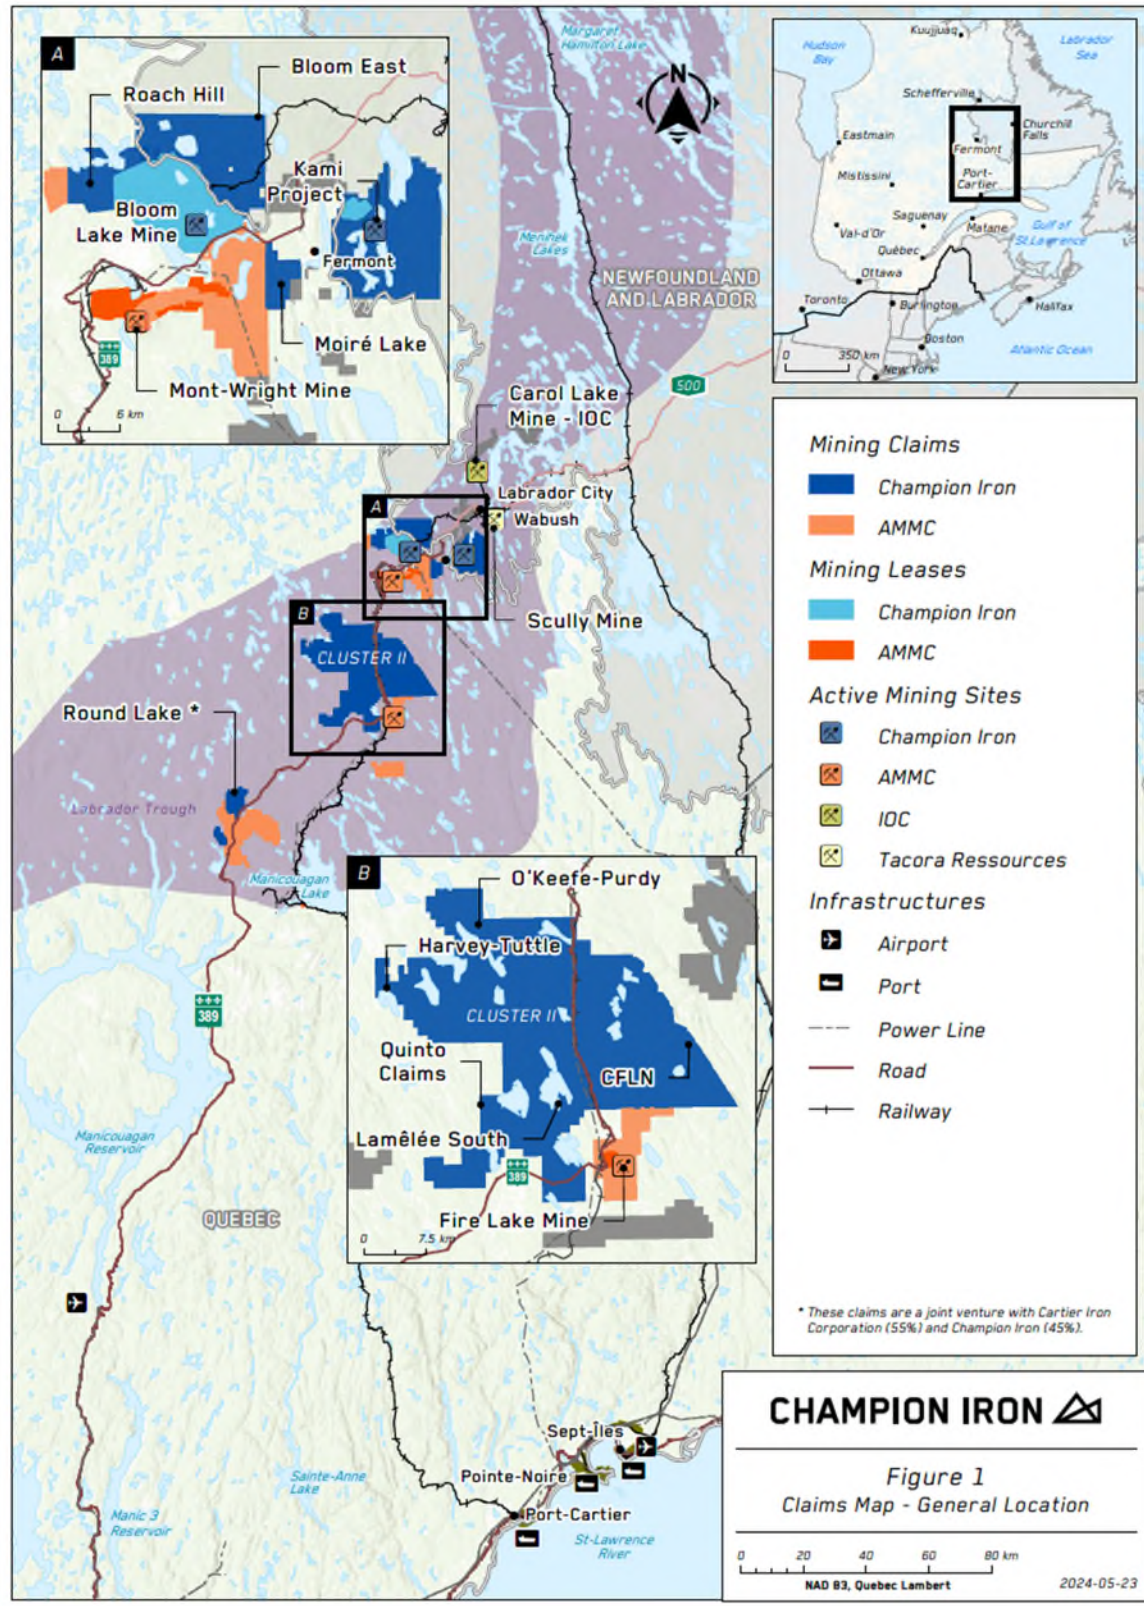 A
Bloom East
Roach Hill
Kami
Project
Bloom
Lake Mine
Fermont
Moiré Lake
389
Mont-Wright Mine
0 6 km
Margaret
Hamilton Lake
N
Menihek
Lakes
NEWFOUNDLAND
AND LABRADOR
500
Carol Lake
Mine - IOC
Labrador City
Wabush
A
Scully Mine
B
CLUSTER II
Round Lake *
Labrador Trough
Manicouagan
Lake
389
Manicouagan
Reservoir
QUEBEC
B
O'Keefe-Purdy
Harvey-Tuttle
CLUSTER II
Quinto
Claims
CFLN
Lamêlée South
389
Fire Lake Mine
0 7.5 km
Sept-Îles
Pointe-Noire
Port-Cartier
St-Lawrence
River
Sainte-Anne
Lake
Manic 3
Reservoir
Hudson
Bay
Kuujjuaq
Labrador
Sea
Schefferville
Churchill
Falls
Eastmain
Fermont
Mistissini
Port-
Cartier
Saguenay
Val-d'Or
Matane
Gulf of
St Lawrence
Québec
Ottawa
Toronto
Burlington
Halifax
Boston
Atlantic Ocean
New York
0 350 km
Mining Claims
Champion Iron
AMMC
Mining Leases
Champion Iron
AMMC
Active Mining Sites
Champion Iron
AMMC
IOC
Tacora Ressources
Infrastructures
Airport
Port
Power Line
Road
Railway
* These claims are a joint venture with Cartier Iron
Corporation (55%) and Champion Iron (45%).
CHAMPION IRON
Figure 1
Claims Map - General Location
0 20 40 60 80 km
NAD 83, Quebec Lambert
2024-05-23